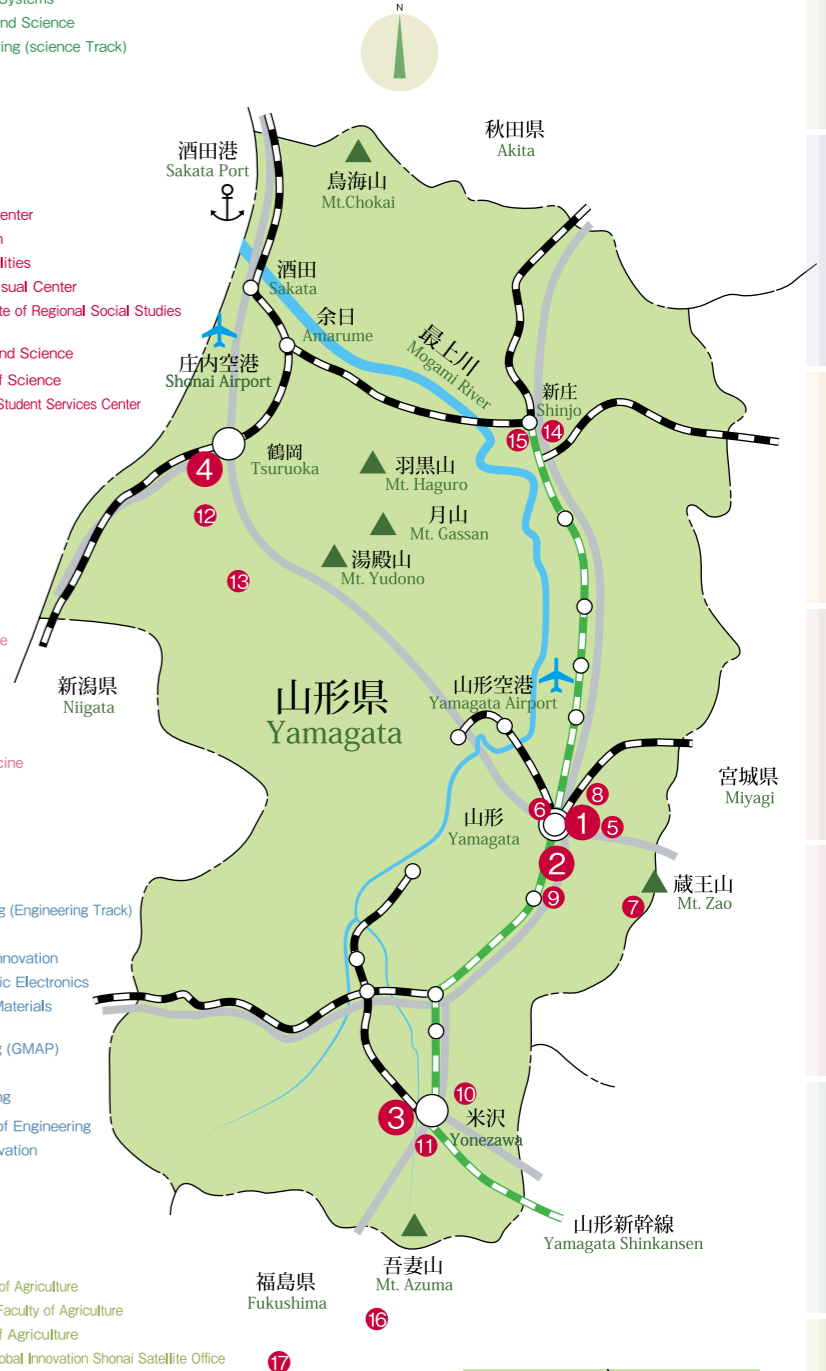 Systems
nd Science
ring (science Track)
N
秋田県
Akita
酒田港
Sakata Port
鳥海山
Mt.Chokai
enter
n
lities
sual Center
te of Regional Social Studies
nd Science
f Science
Student Services Center
酒田
Sakata
余目
Amarume
最上川
Mogami River
庄内空港
Shonai Airport
新庄
Shinjo
15
14
鶴岡
Tsuruoka
4
羽黒山
Mt. Haguro
12
月山
Mt. Gassan
湯殿山
Mt. Yudono
13
e
新潟県
Niigata
山形県
Yamagata
山形空港
Yamagata Airport
cine
宮城県
Miyagi
8
6
1
5
山形
Yamagata
2
蔵王山
Mt. Zao
9
7
g (Engineering Track)
nnovation
ic Electronics
Materials
g (GMAP)
ng
of Engineering
vation
10
3
米沢
Yonezawa
11
山形新幹線
Yamagata Shinkansen
吾妻山
Mt. Azuma
福島県
Fukushima
of Agriculture
Faculty of Agriculture
f Agriculture
obal Innovation Shonai Satellite Office
16
17